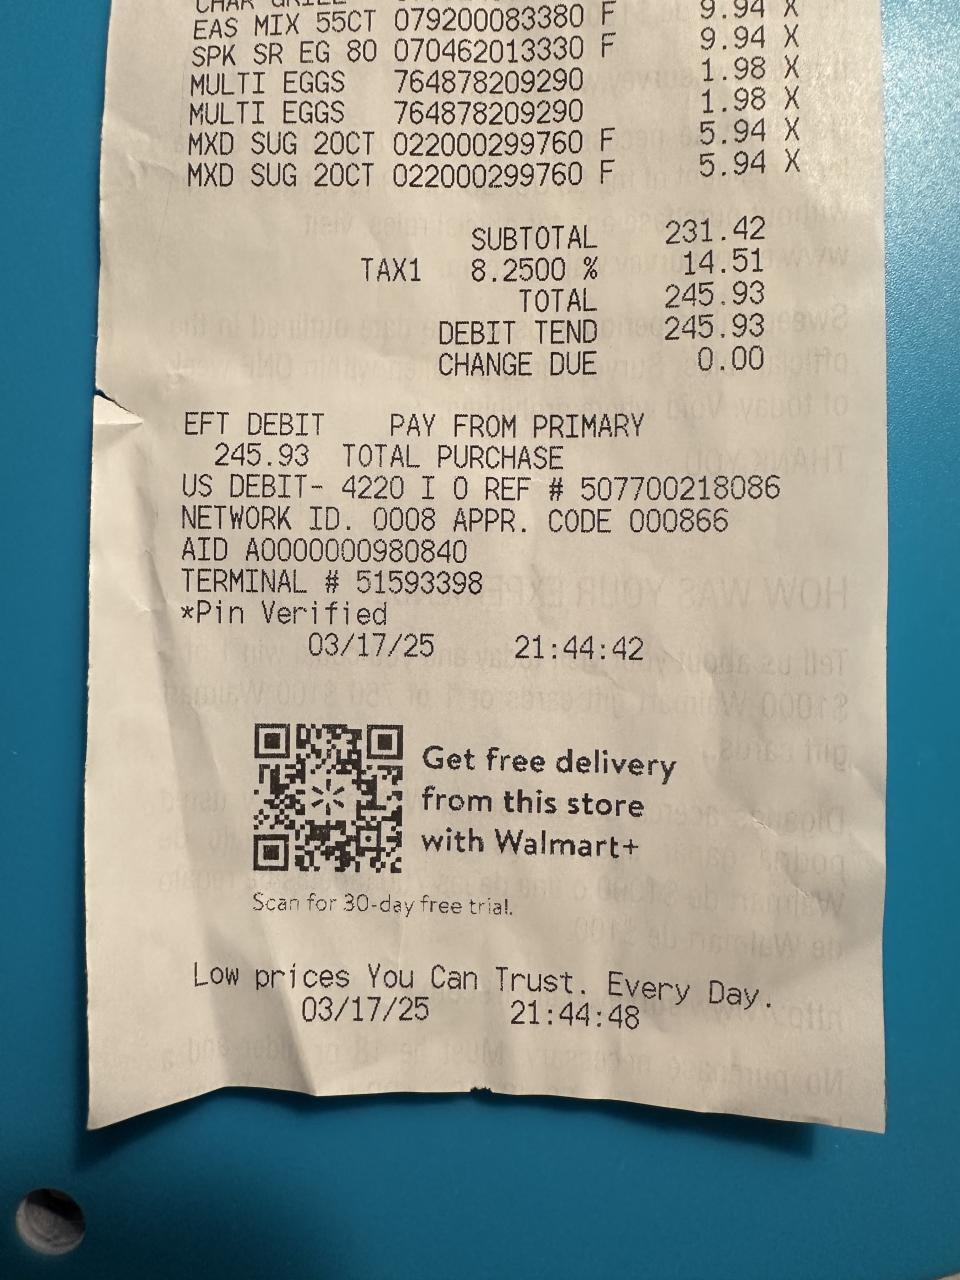 CHAR GRILL
9.94 X
EAS MIX 55CT 079200083380 F 9.94 X
SPK SR EG 80 070462013330 F 1.98 X
MULTI EGGS 764878209290 1.98 X
MULTI EGGS 764878209290 5.94 X
MXD SUG 20CT 022000299760 F 5.94 X
MXD SUG 20CT 022000299760 F
SUBTOTAL 231.42
TAX1 8.2500 % 14.51
TOTAL 245.93
DEBIT TEND 245.93
CHANGE DUE 0.00
EFT DEBIT PAY FROM PRIMARY
245.93 TOTAL PURCHASE
US DEBIT- 4220 I 0 REF # 507700218086
NETWORK ID. 0008 APPR. CODE 000866
AID A0000000980840
TERMINAL # 51593398
*Pin Verified
03/17/25 21:44:42
Get free delivery
from this store
with Walmart+
Scan for 30-day free trial.
Low prices You Can Trust. Every Day.
03/17/25 21:44:48